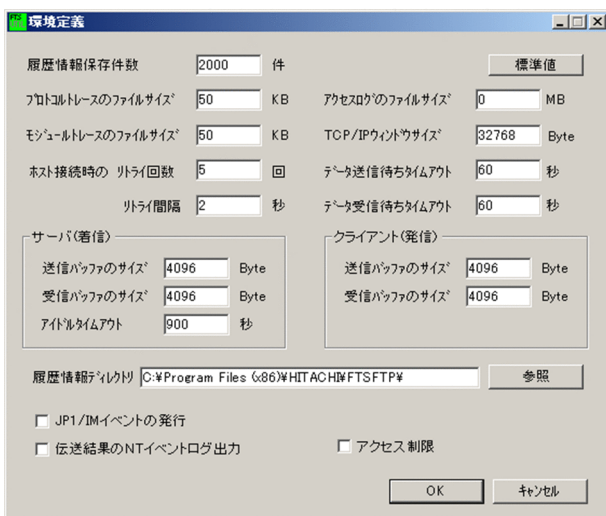 FTS 環境定義
履歴情報保存件数 2000 件 標準値
プロトコルトレースのファイルサイズ 50 KB アクセスログのファイルサイズ 0 MB
モジュールトレースのファイルサイズ 50 KB TCP/IPウィンドウサイズ 32768 Byte
ホスト接続時の リトライ回数 5 回 データ送信待ちタイムアウト 60 秒
リトライ間隔 2 秒 データ受信待ちタイムアウト 60 秒
サーバ(着信) クライアント(発信)
送信バッファのサイズ 4096 Byte 送信バッファのサイズ 4096 Byte
受信バッファのサイズ 4096 Byte 受信バッファのサイズ 4096 Byte
アイドルタイムアウト 900 秒
履歴情報ディレクトリ C:¥Program Files (x86)¥HITACHI¥FTSFTP¥ 参照
JP1/IMイベントの発行
伝送結果のNTイベントログ出力 アクセス制限
OK キャンセル